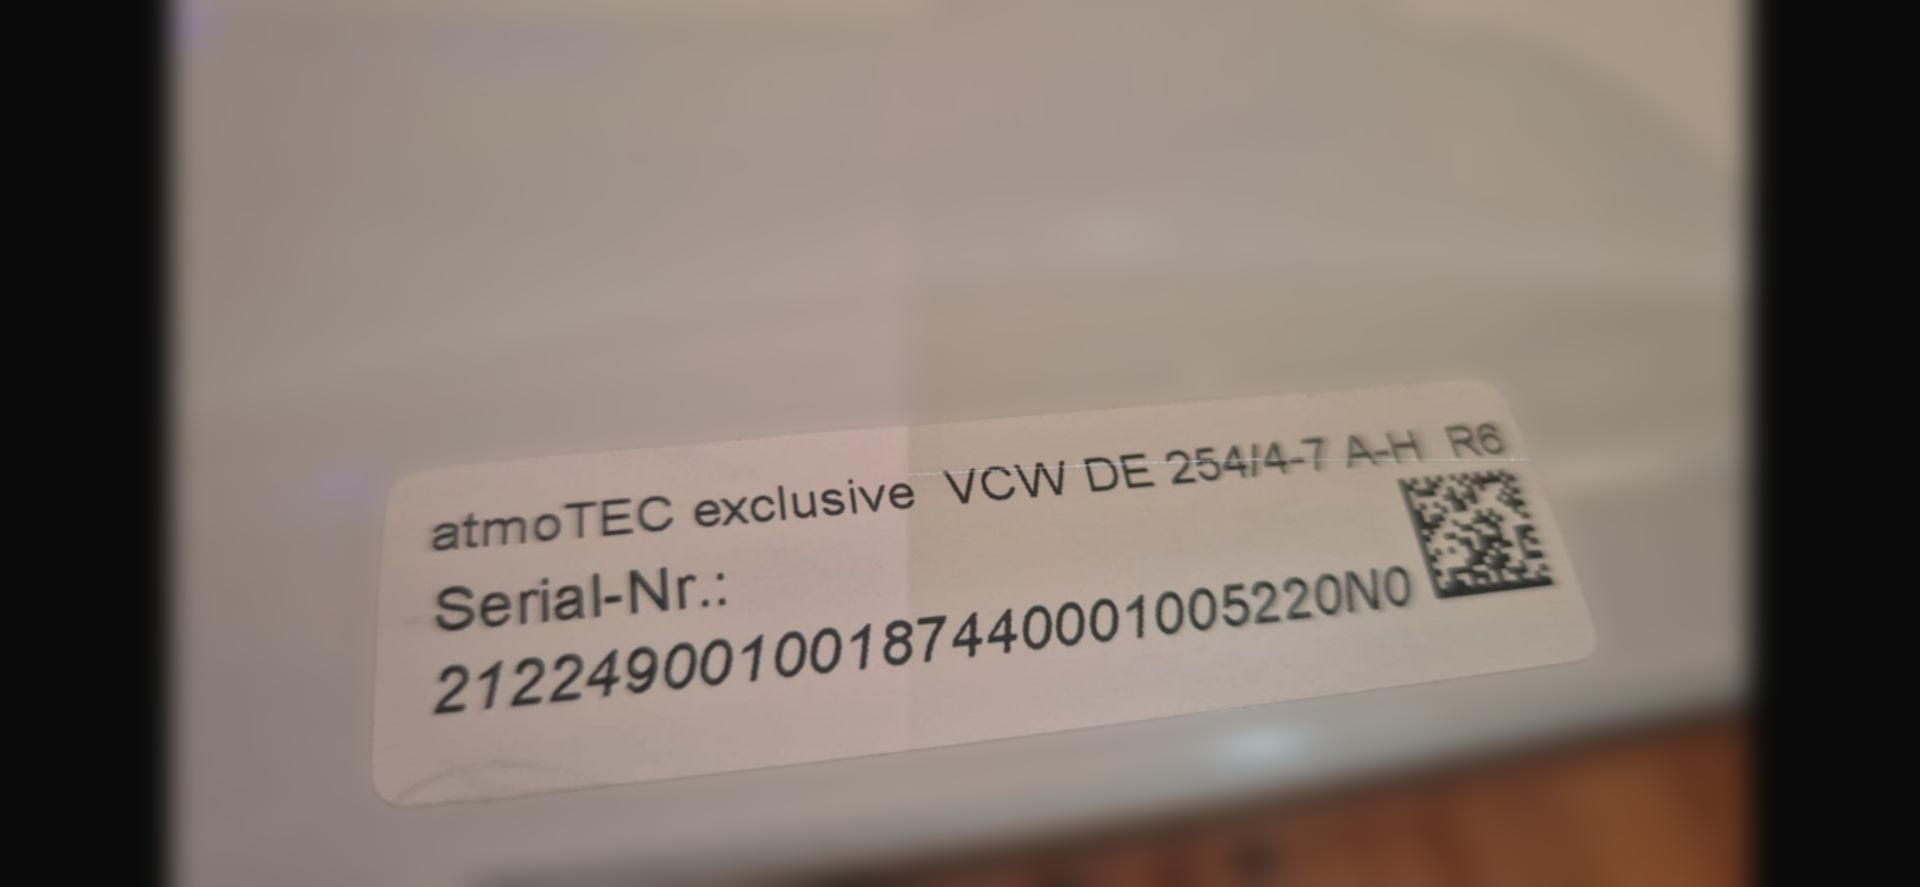 atmoTEC exclusive VCW DE 254/4-7 A-H R6
Serial-Nr.:
21224900100187440001005220N0